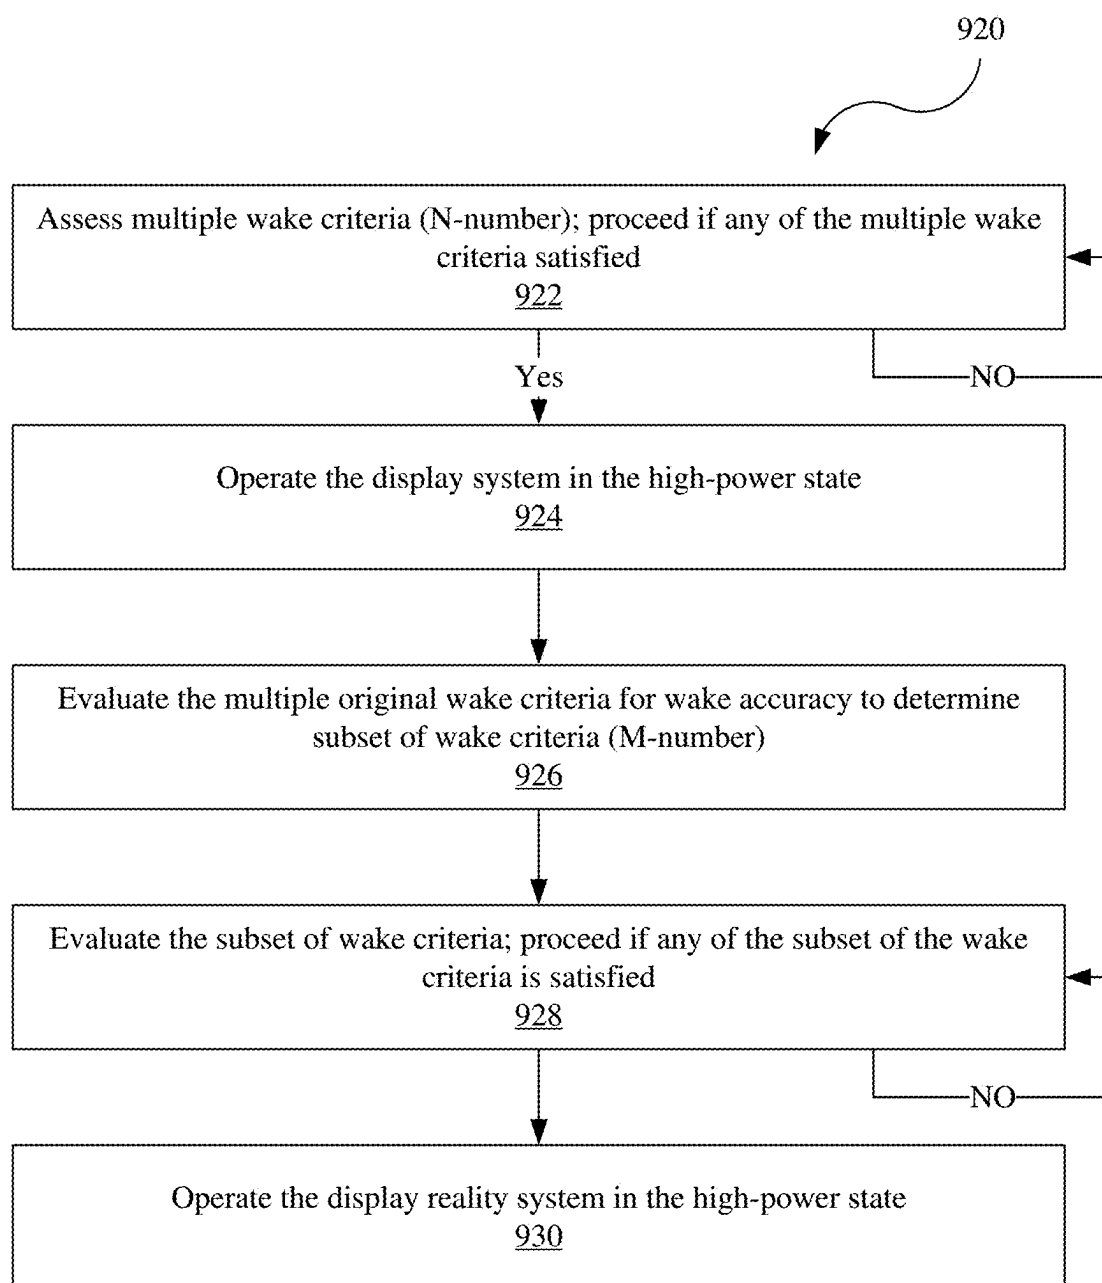 920
Assess multiple wake criteria (N-number); proceed if any of the multiple wake
criteria satisfied
922
Yes
NO
Operate the display system in the high-power state
924
Evaluate the multiple original wake criteria for wake accuracy to determine
subset of wake criteria (M-number)
926
Evaluate the subset of wake criteria; proceed if any of the subset of the wake
criteria is satisfied
928
NO
Operate the display reality system in the high-power state
930